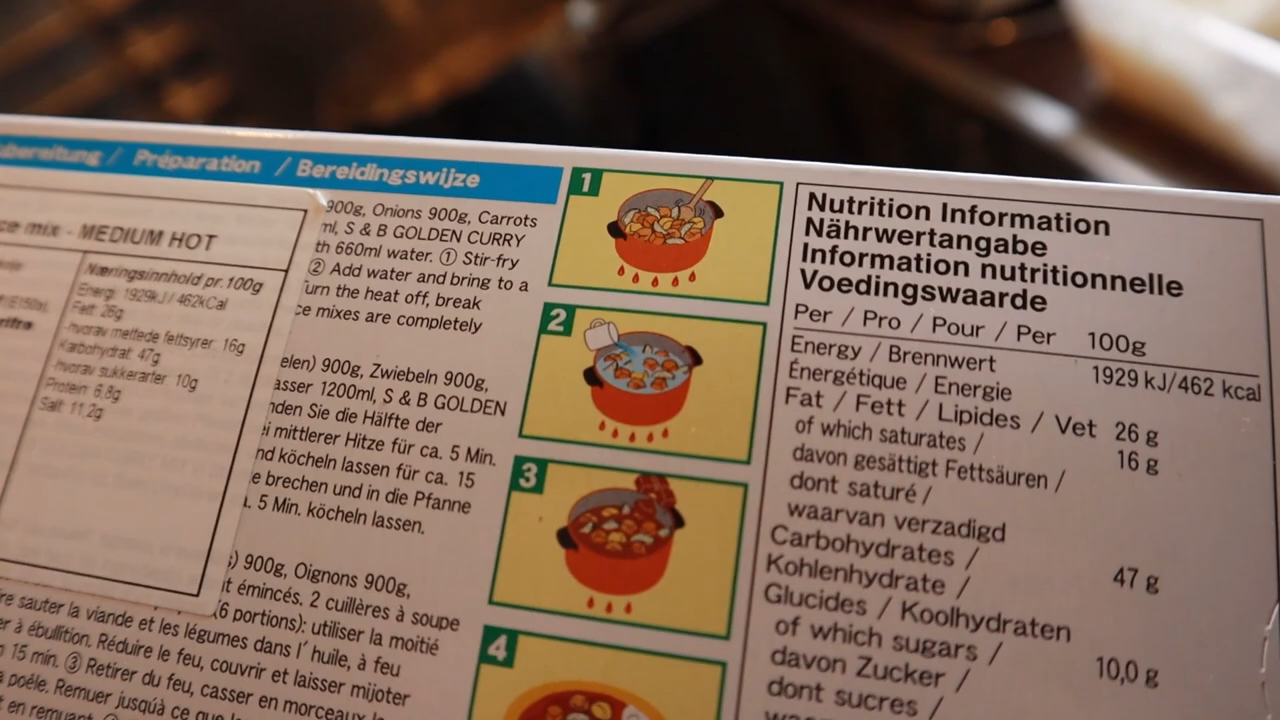 bereitung / Préparation / Bereidingswijze
ce mix - MEDIUM HOT
Næringsinnhold pr.100g
Energi: 1929kJ / 462kCal
Fett: 26g
-hvorav mettede fettsyrer: 16g
Karbohydrat: 47g
-hvorav sukkerarter: 10g
Protein: 6,8g
Salt: 11,2g
900g, Onions 900g, Carrots
ml, S & B GOLDEN CURRY
th 660ml water. ① Stir-fry
② Add water and bring to a
Turn the heat off, break
ce mixes are completely
elen) 900g, Zwiebeln 900g,
asser 1200ml, S & B GOLDEN
nden Sie die Hälfte der
ei mittlerer Hitze für ca. 5 Min.
nd köcheln lassen für ca. 15
e brechen und in die Pfanne
. 5 Min. köcheln lassen.
900g, Oignons 900g,
t émincés. 2 cuillères à soupe
(6 portions): utiliser la moitié
re sauter la viande et les légumes dans l'huile, à feu
er à ébullition. Réduire le feu, couvrir et laisser mijoter
15 min. ③ Retirer du feu, casser en morceaux
poêle. Remuer jusqúà ce que
en remuant.
1
2
3
4
Nutrition Information
Nährwertangabe
Information nutritionnelle
Voedingswaarde
Per / Pro / Pour / Per 100g
Energy / Brennwert 1929 kJ/462 kcal
Énergétique / Energie
Fat / Fett / Lipides / Vet 26 g
of which saturates / 16 g
davon gesättigt Fettsäuren /
dont saturé /
waarvan verzadigd
Carbohydrates / 47 g
Kohlenhydrate /
Glucides / Koolhydraten
of which sugars / 10,0 g
davon Zucker /
dont sucres /